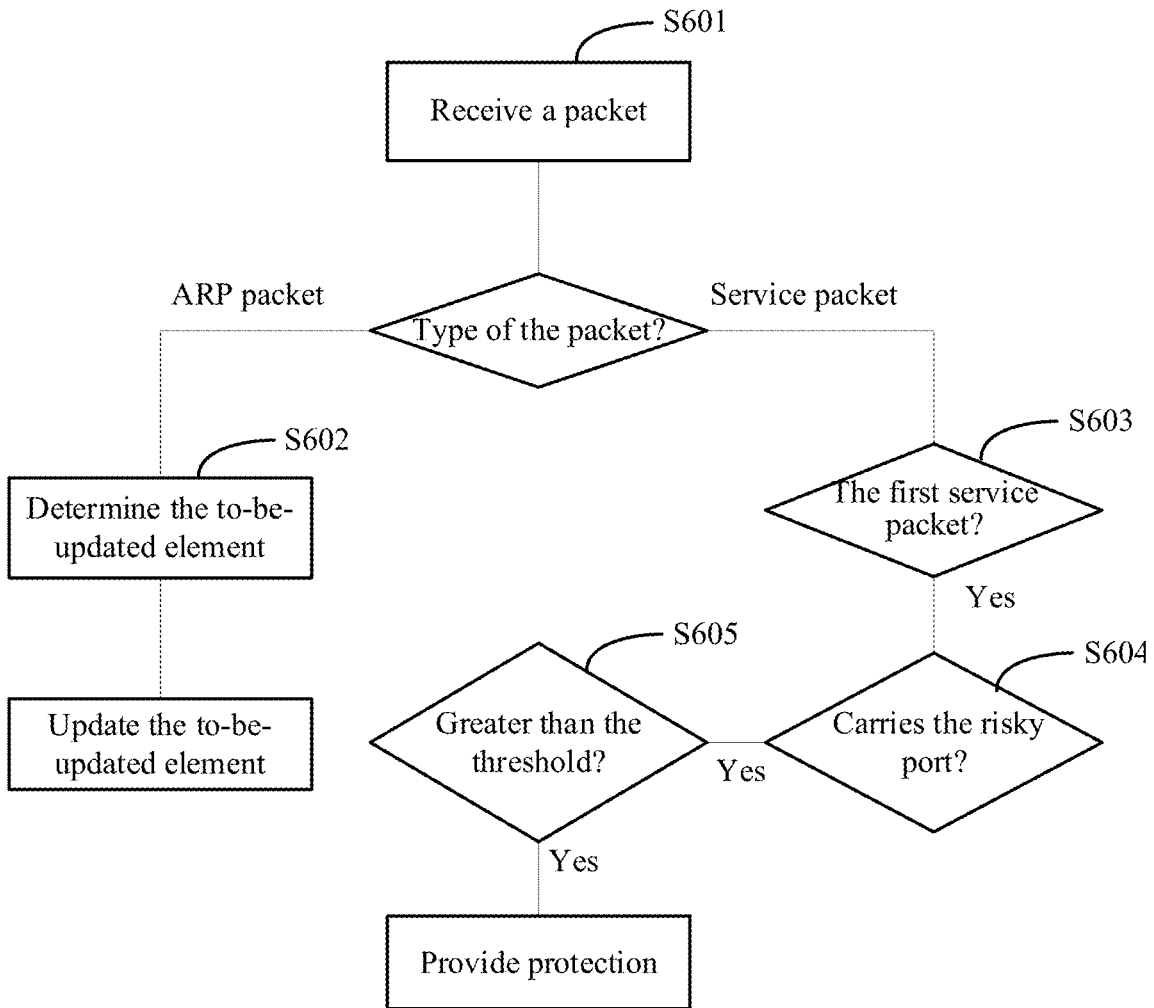 S601
Receive a packet
ARP packet
Service packet
Type of the packet?
S602
S603
Determine the to-be-
updated element
The first service
packet?
Yes
S605
S604
Update the to-be-
updated element
Greater than the
threshold?
Yes
Carries the risky
port?
Yes
Provide protection